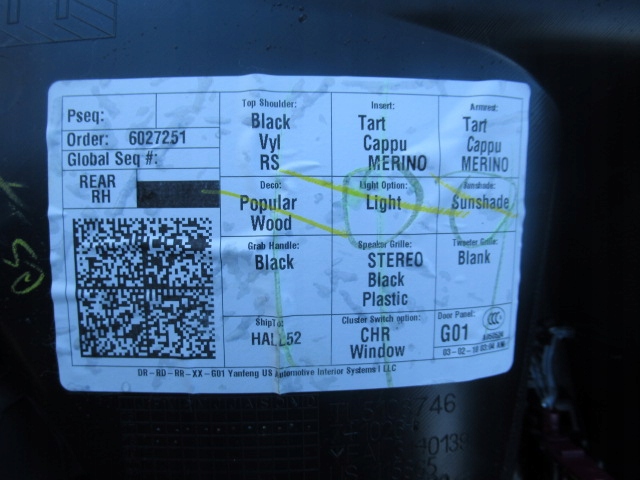 Pseq:
Order: 6027251
Global Seq #:
REAR
RH
Top Shoulder:
Black
Vyl
RS
Insert:
Tart
Cappu
MERINO
Armrest:
Tart
Cappu
MERINO
Deco:
Popular
Wood
Light Option:
Light
Sunshade:
Sunshade
Grab Handle:
Black
Speaker Grille:
STEREO
Black
Plastic
Tweeter Grille:
Blank
ShipTo:
HALL52
Cluster Switch option:
CHR
Window
Door Panel:
G01
CCC
DR-RD-RR-XX-G01 Yanfeng US Automotive Interior Systems I LLC
746